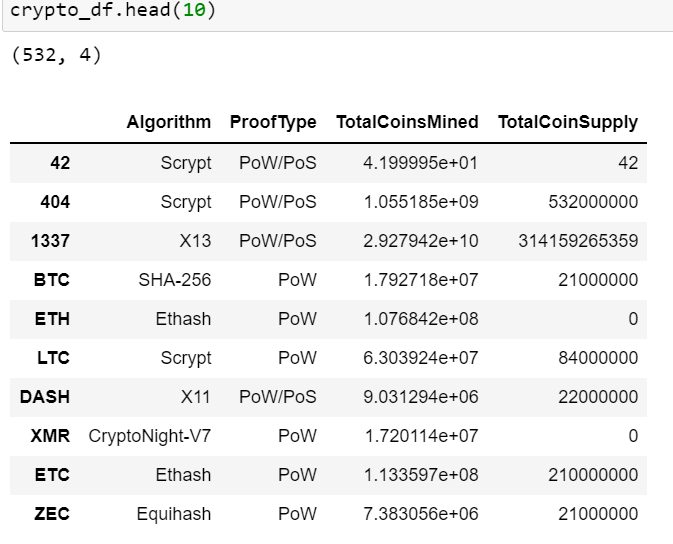 crypto_df.head(10)
(532, 4)
Algorithm ProofType TotalCoinsMined TotalCoinSupply
42 Scrypt PoW/PoS 4.199995e+01 42
404 Scrypt PoW/PoS 1.055185e+09 532000000
1337 X13 PoW/PoS 2.927942e+10 314159265359
BTC SHA-256 PoW 1.792718e+07 21000000
ETH Ethash PoW 1.076842e+08 0
LTC Scrypt PoW 6.303924e+07 84000000
DASH X11 PoW/PoS 9.031294e+06 22000000
XMR CryptoNight-V7 PoW 1.720114e+07 0
ETC Ethash PoW 1.133597e+08 210000000
ZEC Equihash PoW 7.383056e+06 21000000